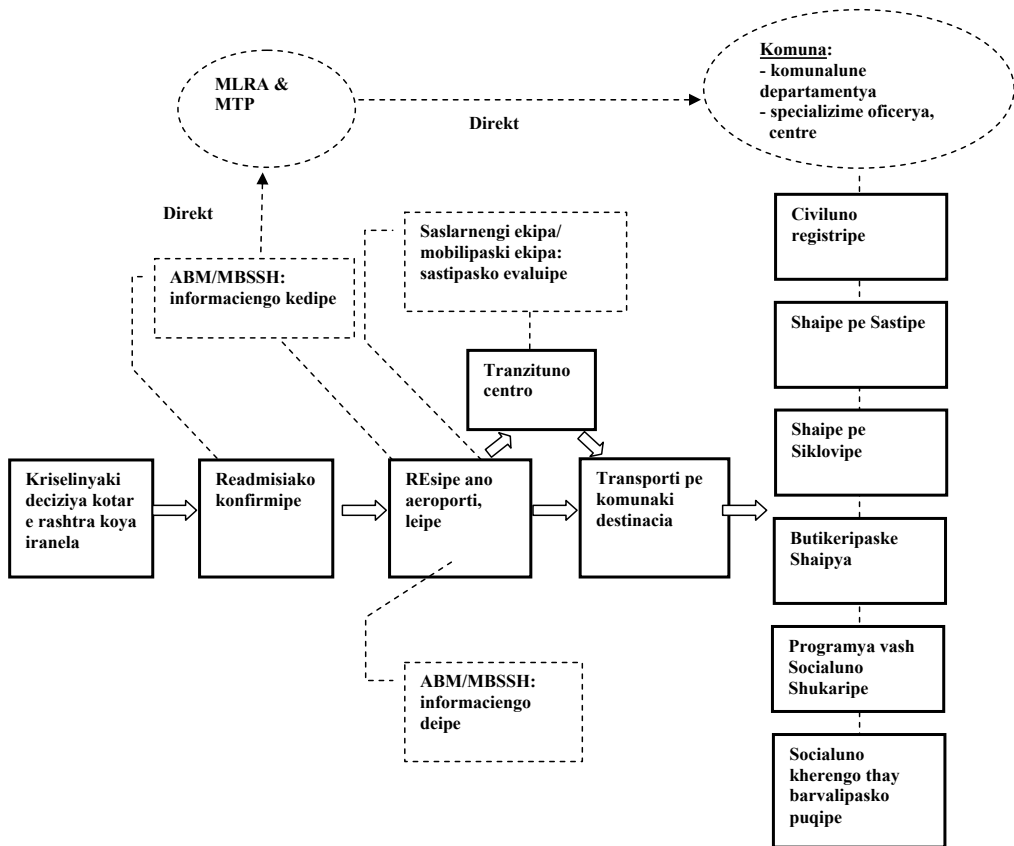 MLRA &
MTP
Direkt
Komuna:
- komunalune
departamentya
- specializime oficerya,
centre
Direkt
ABM/MBSSH:
informaciengo kedipe
Saslarnengi ekipa/
mobilipaski ekipa:
sastipasko evaluipe
Tranzituno
centro
Kriselinyaki
deciziya kotar
e rashtra koya
iranela
Readmisiako
konfirmipe
REsipe ano
aeroporti,
leipe
Transporti pe
komunaki
destinacia
ABM/MBSSH:
informaciengo
deipe
Civiluno
registripe
Shaipe pe Sastipe
Shaipe pe
Siklovipe
Butikeripaske
Shaipya
Programya vash
Socialuno
Shukaripe
Socialuno
kherengo thay
barvalipasko
puqipe